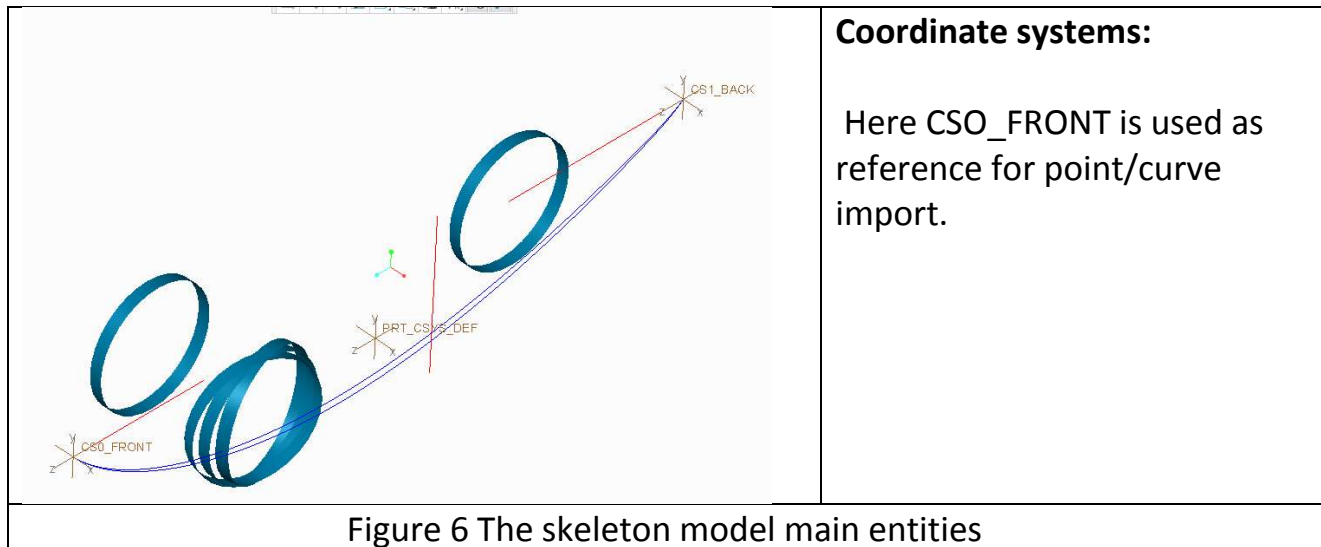 CS1_BACK
Y
Z
X
PRT_CSYS_DEF
Y
Z
X
CS0_FRONT
Y
Z
X
Coordinate systems:
Here CSO_FRONT is used as
reference for point/curve
import.
Figure 6 The skeleton model main entities